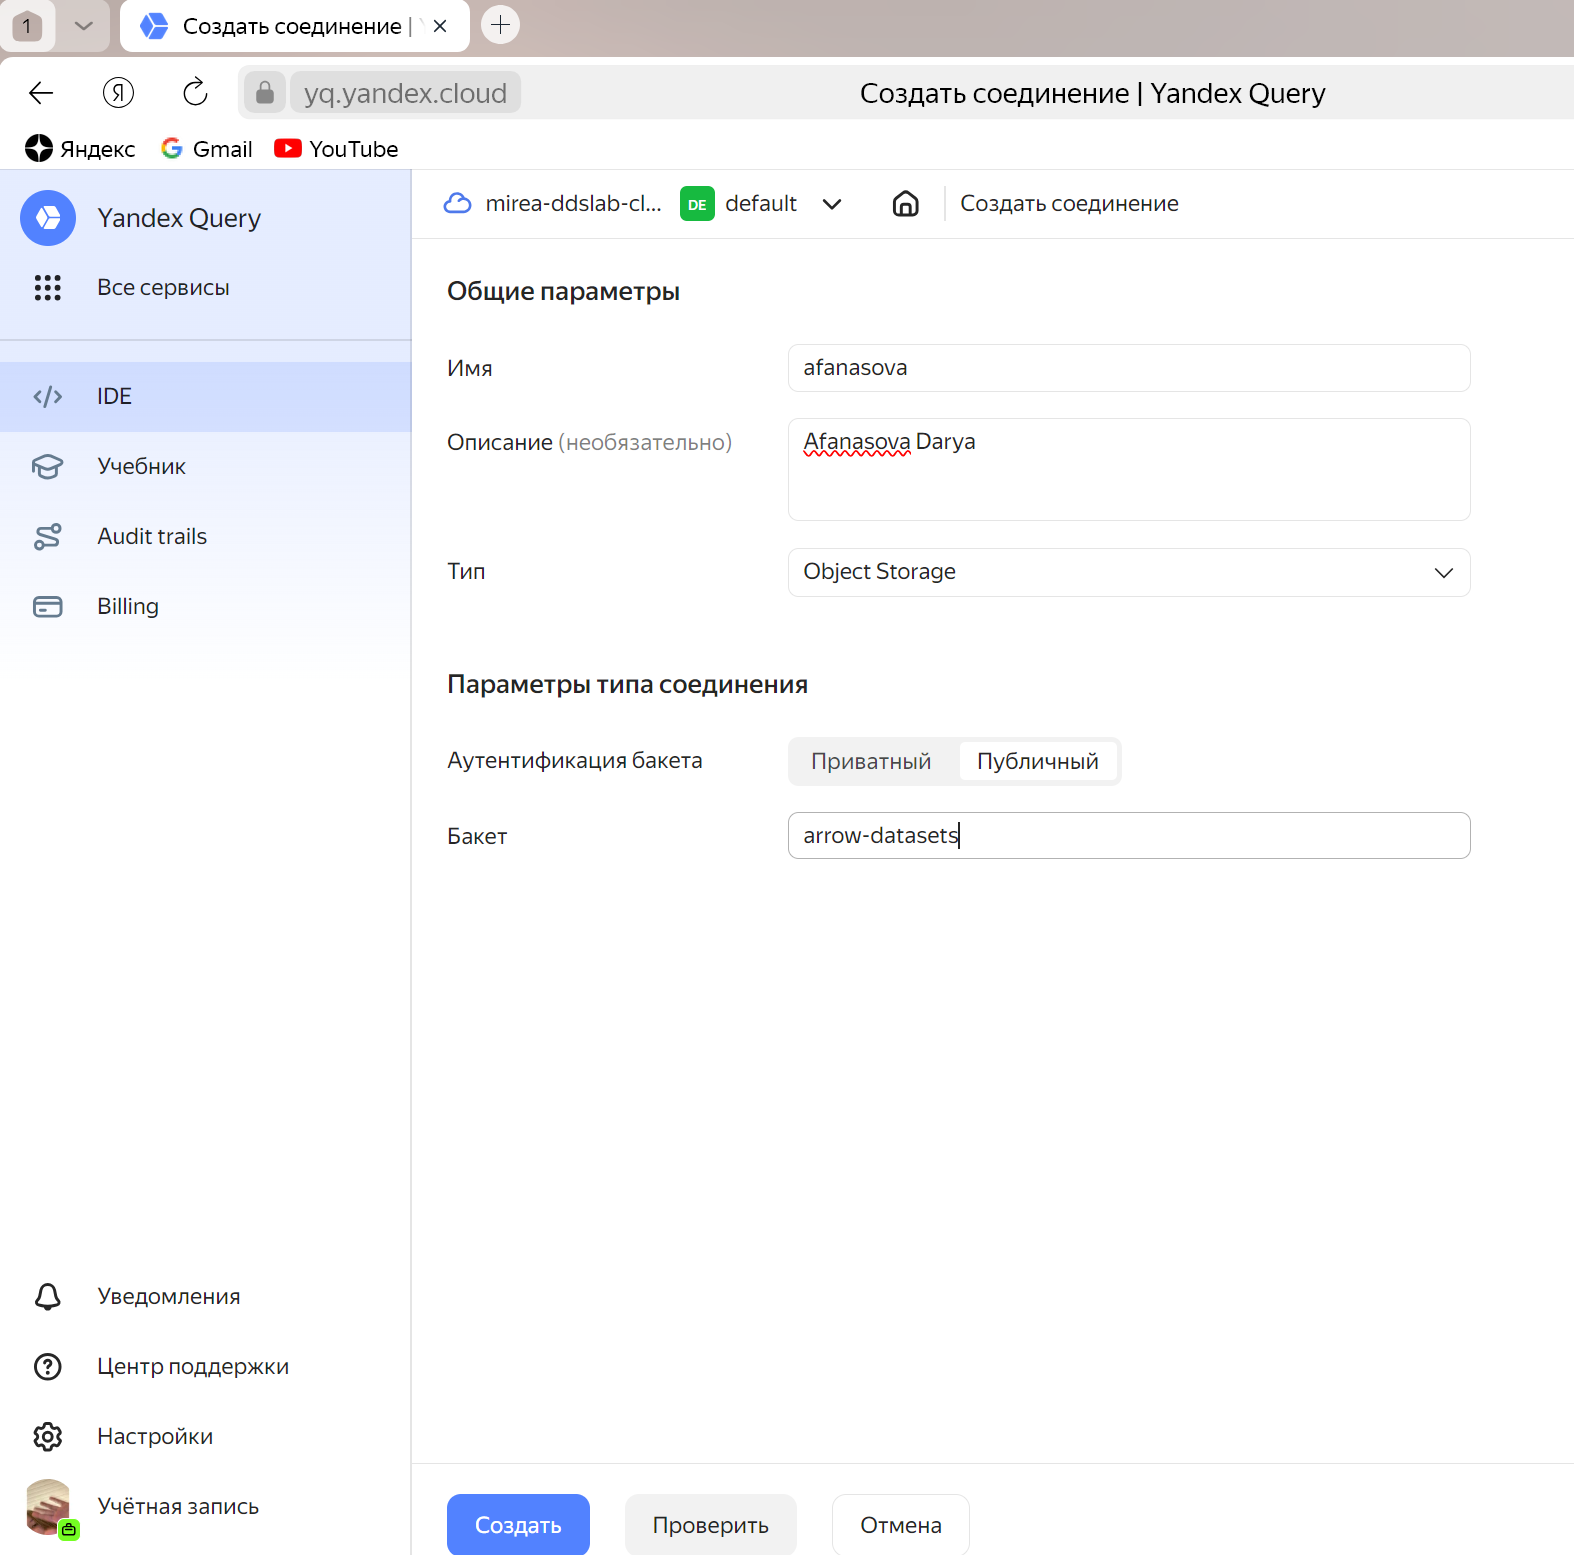 1
Создать соединение |
Я
yq.yandex.cloud
Создать соединение | Yandex Query
Яндекс
Gmail
YouTube
Yandex Query
Все сервисы
IDE
Учебник
Audit trails
Billing
Уведомления
Центр поддержки
Настройки
Учётная запись
mirea-ddslab-cl...
DE
default
Создать соединение
Общие параметры
Имя
afanasova
Описание (необязательно)
Afanasova Darya
Тип
Object Storage
Параметры типа соединения
Аутентификация бакета
Приватный
Публичный
Бакет
arrow-datasets
Создать
Проверить
Отмена